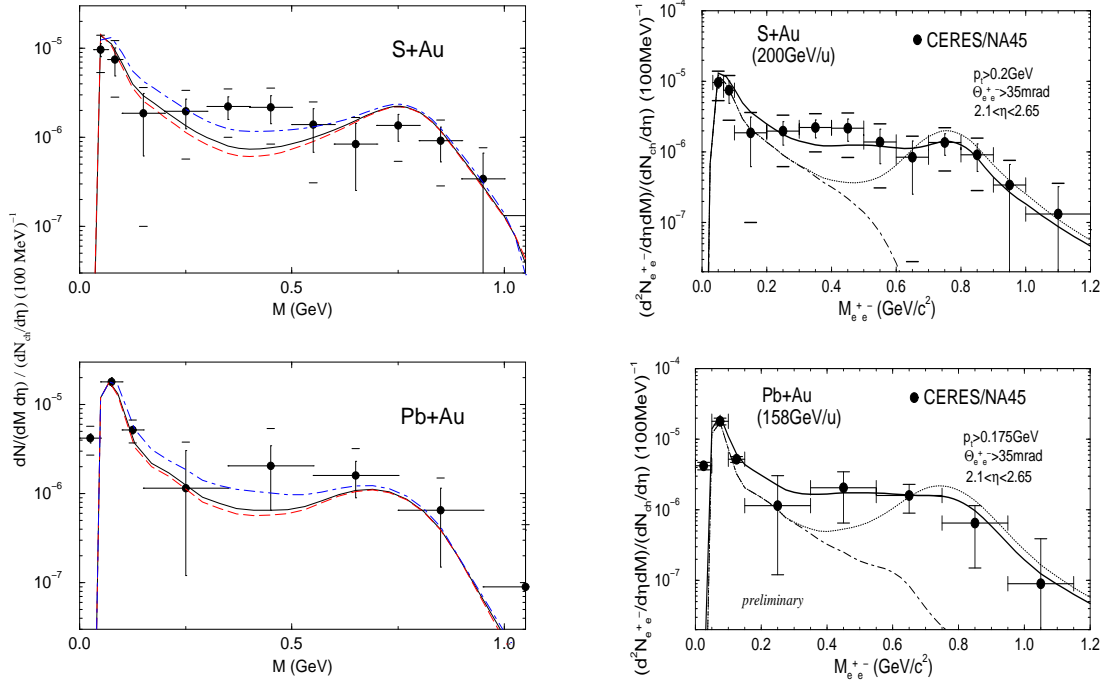 dN/(dM dη) / (dN_ch/dη) (100 MeV)^-1
S+Au
10^-5
10^-6
10^-7
0.0
0.5
1.0
M (GeV)
Pb+Au
10^-5
10^-6
10^-7
0.0
0.5
1.0
M (GeV)
(d^2N_e^+e^-/dηdM)/(dN_ch/dη) (100MeV)^-1
10^-4
10^-5
10^-6
10^-7
S+Au
(200GeV/u)
CERES/NA45
p_t>0.2GeV
Θ_e^+e^->35mrad
2.1<η<2.65
0.0 0.2 0.4 0.6 0.8 1.0 1.2
M_e^+e^- (GeV/c^2)
(d^2N_e^+e^-/dηdM)/(dN_ch/dη) (100MeV)^-1
10^-4
10^-5
10^-6
10^-7
Pb+Au
(158GeV/u)
CERES/NA45
p_t>0.175GeV
Θ_e^+e^->35mrad
2.1<η<2.65
preliminary
0.0 0.2 0.4 0.6 0.8 1.0 1.2
M_e^+e^- (GeV/c^2)